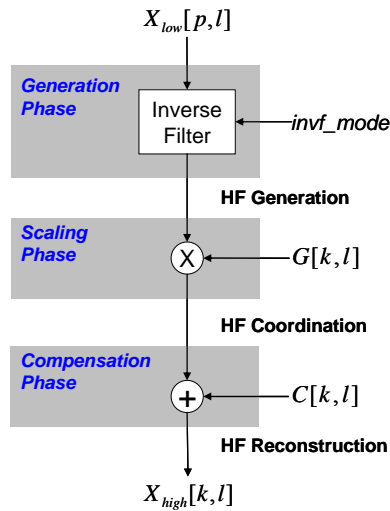 X_low[p,l]
Generation
Phase
Inverse
Filter
invf_mode
HF Generation
Scaling
Phase
X
G[k,l]
HF Coordination
Compensation
Phase
+
C[k,l]
HF Reconstruction
X_high[k,l]